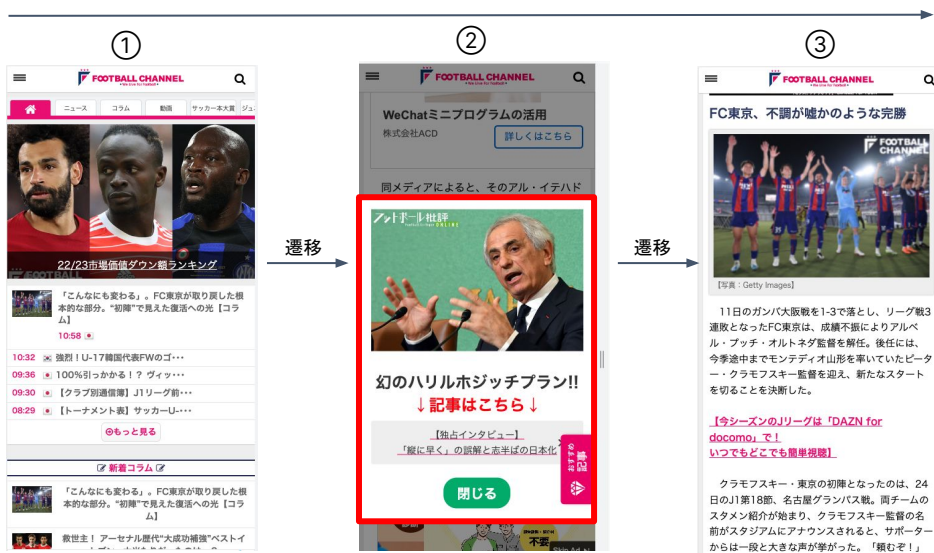 ①
②
③
FOOTBALL CHANNEL
ニュース
コラム
動画
サッカー本大賞
ジュ
22/23市場価値ダウン額ランキング
「こんなにも変わる」。FC東京が取り戻した根
本的な部分。“初陣”で見えた復活への光【コラ
ム】
10:58
10:32 強烈！U-17韓国代表FWのゴ・・・
09:36 100%引っかかる！？ ヴィッ・・・
09:30 【クラブ別通信簿】J1リーグ前・・・
08:29 【トーナメント表】サッカーU-・・・
もっと見る
新着コラム
「こんなにも変わる」。FC東京が取り戻した根
本的な部分。“初陣”で見えた復活への光【コラ
ム】
救世主！ アーセナル歴代“大成功補強”ベストイ
遷移
FOOTBALL CHANNEL
WeChatミニプログラムの活用
株式会社ACD
詳しくはこちら
同メディアによると、そのアル・イテハド
フットボール批評
ONLINE
幻のハリルホジッチプラン!!
↓記事はこちら↓
【独占インタビュー】
「縦に早く」の誤解と志半ばの日本化
閉じる
不要
Skip Ad
遷移
FOOTBALL CHANNEL
FC東京、不調が嘘かのような完勝
FOOTBALL
CHANNEL
【写真：Getty Images】
11日のガンバ大阪戦を1-3で落とし、リーグ戦3
連敗となったFC東京は、成績不振によりアルベ
ル・プッチ・オルトネダ監督を解任。後任には、
今季途中までモンテディオ山形を率いていたピータ
ー・クラモフスキー監督を迎え、新たなスタート
を切ることを決断した。
【今シーズンのJリーグは「DAZN for
docomo」で！
いつでもどこでも簡単視聴】
クラモフスキー・東京の初陣となったのは、24
日のJ1第18節、名古屋グランパス戦。両チームの
スタメン紹介が始まり、クラモフスキー監督の名
前がスタジアムにアナウンスされると、サポーター
からは一段と大きな声が挙がった。「頼むぞ！」